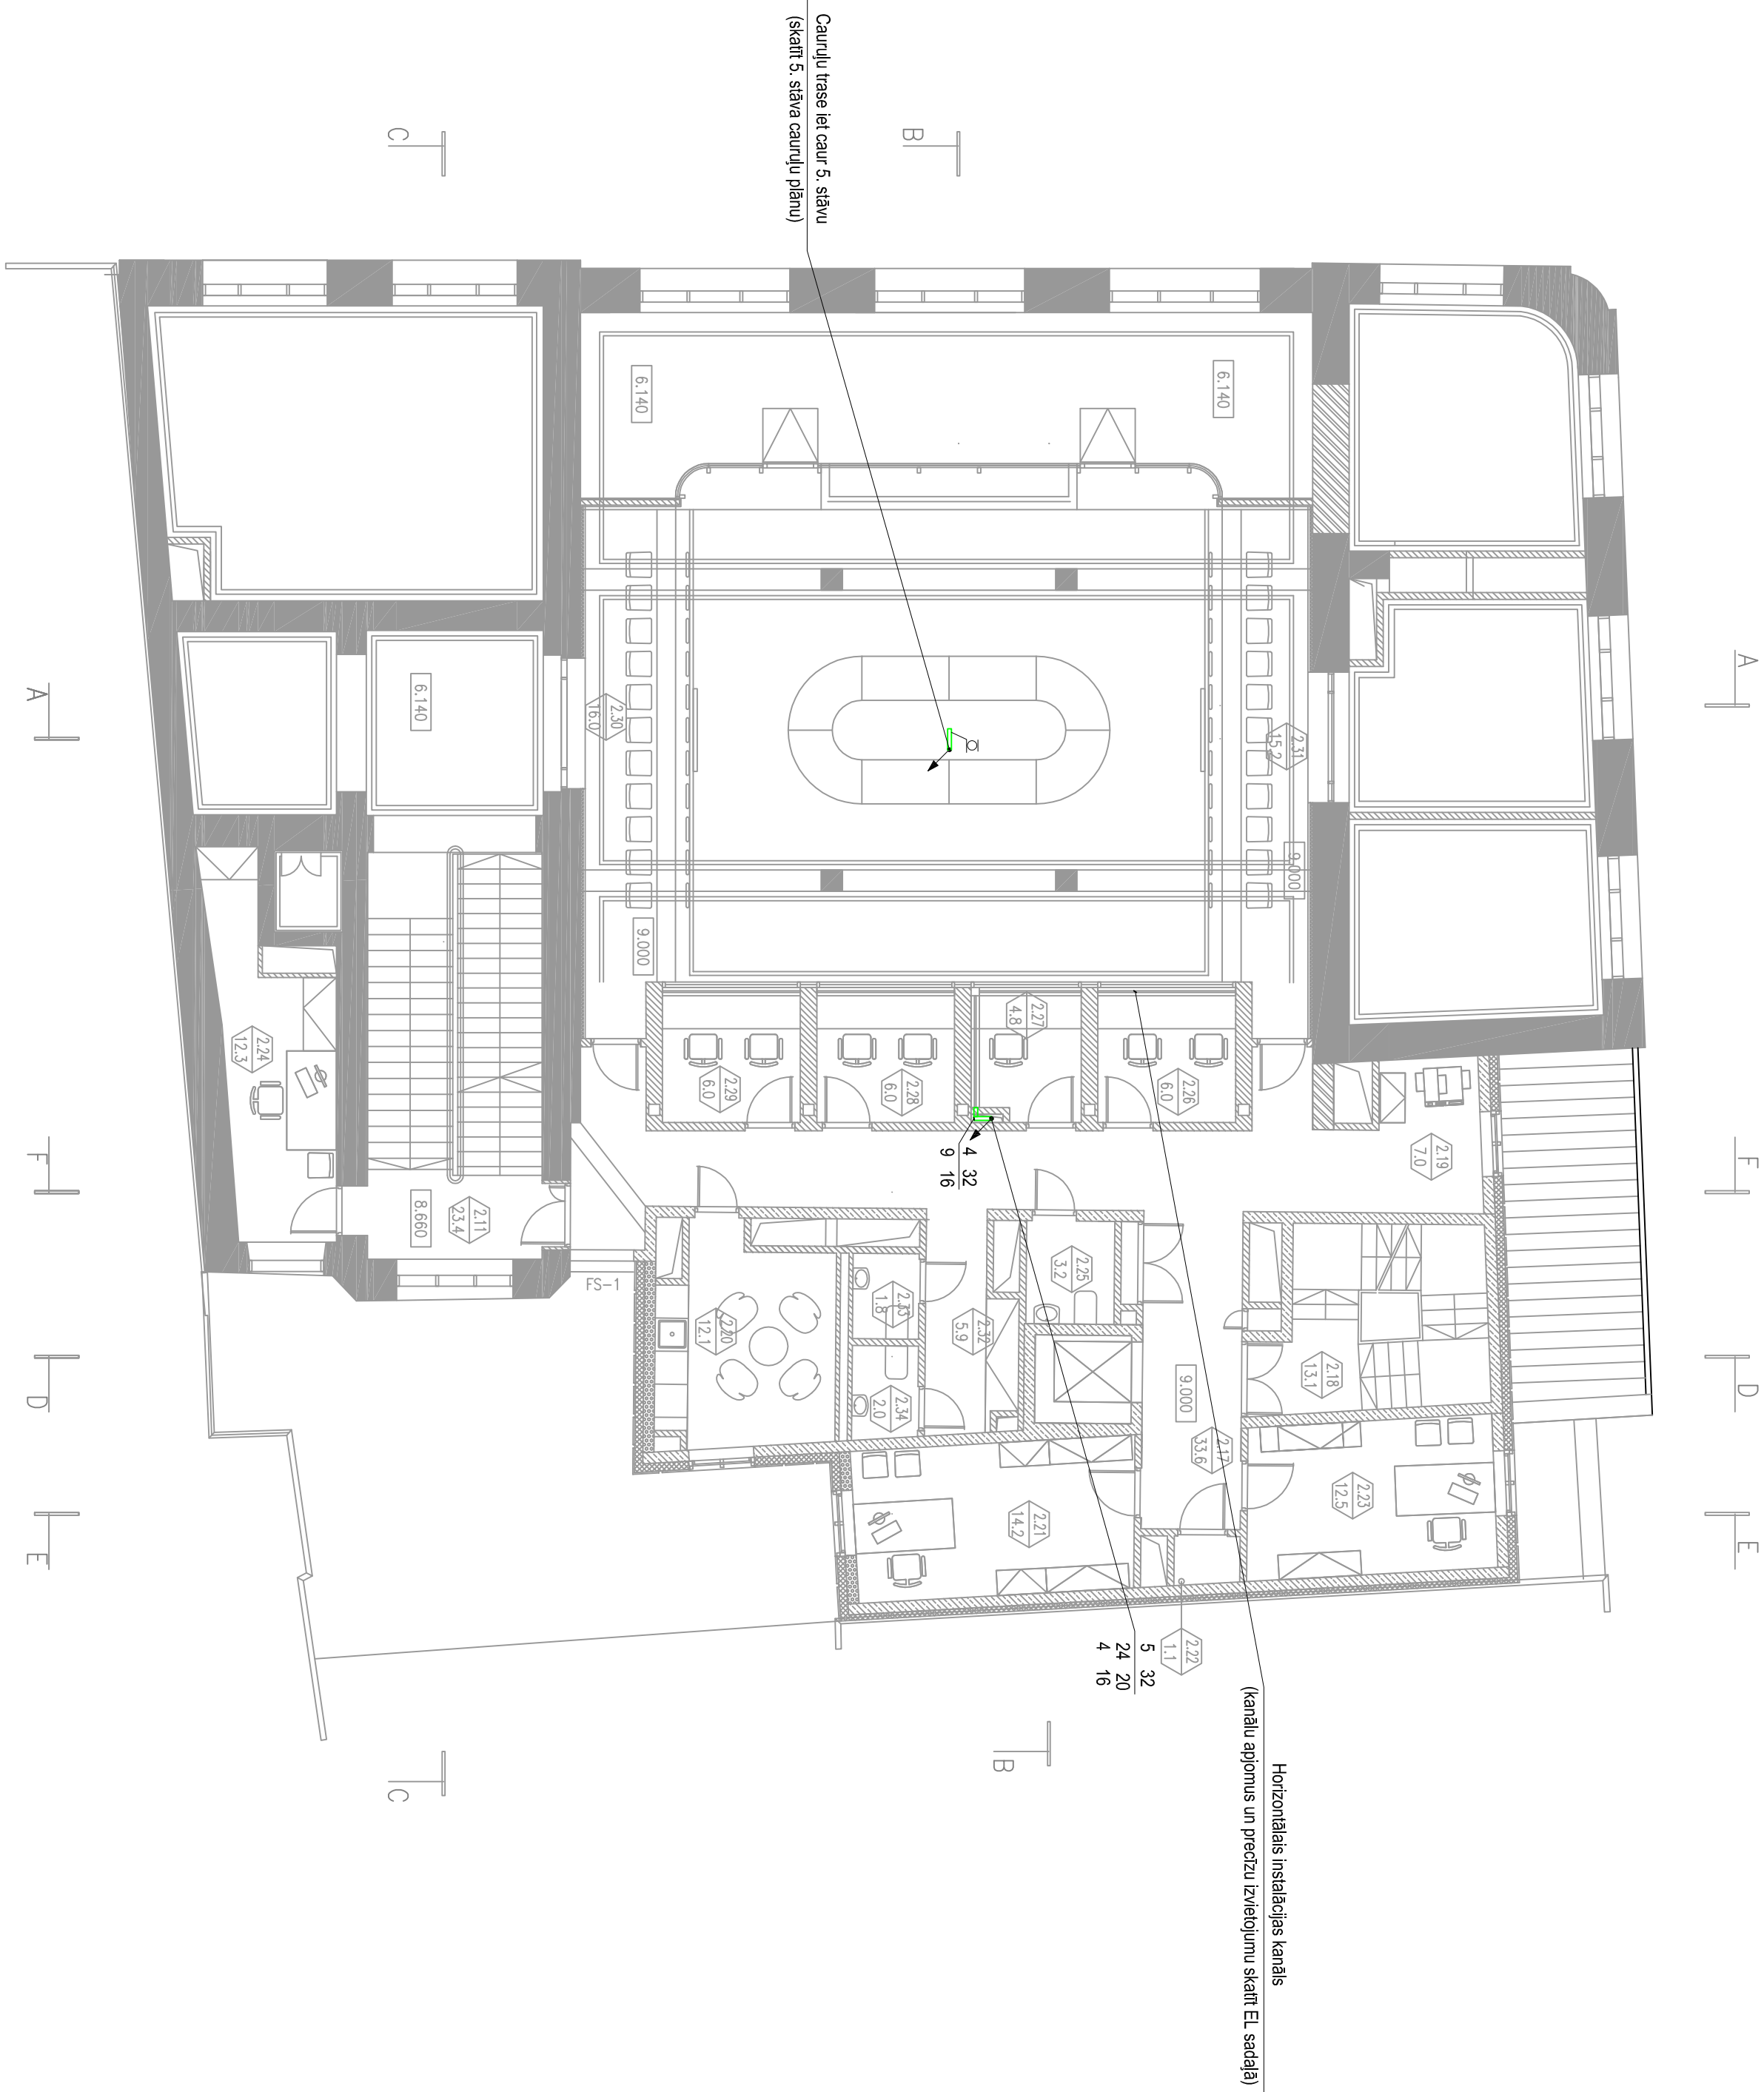 Cauruļu trase iet caur 5. stāvu
(skatīt 5. stāva cauruļu plānu)
C
B
A
A
F
F
D
D
E
E
B
C
6.140
6.140
6.140
2.30
16.0
2.31
15.2
9.000
9.000
2.27
4.8
2.29
6.0
2.28
6.0
2.26
6.0
2.24
12.3
2.19
7.0
4 32
9 16
8.660
2.11
23.4
FS-1
2.25
3.2
2.33
1.8
2.32
5.9
2.20
12.1
2.34
2.0
9.000
2.18
13.1
2.17
33.6
2.23
12.5
2.21
14.2
2.22
1.1
5 32
24 20
4 16
Horizontālais instalācijas kanāls
(kanālu apjomus un precīzu izvietojumu skatīt EL sadaļā)